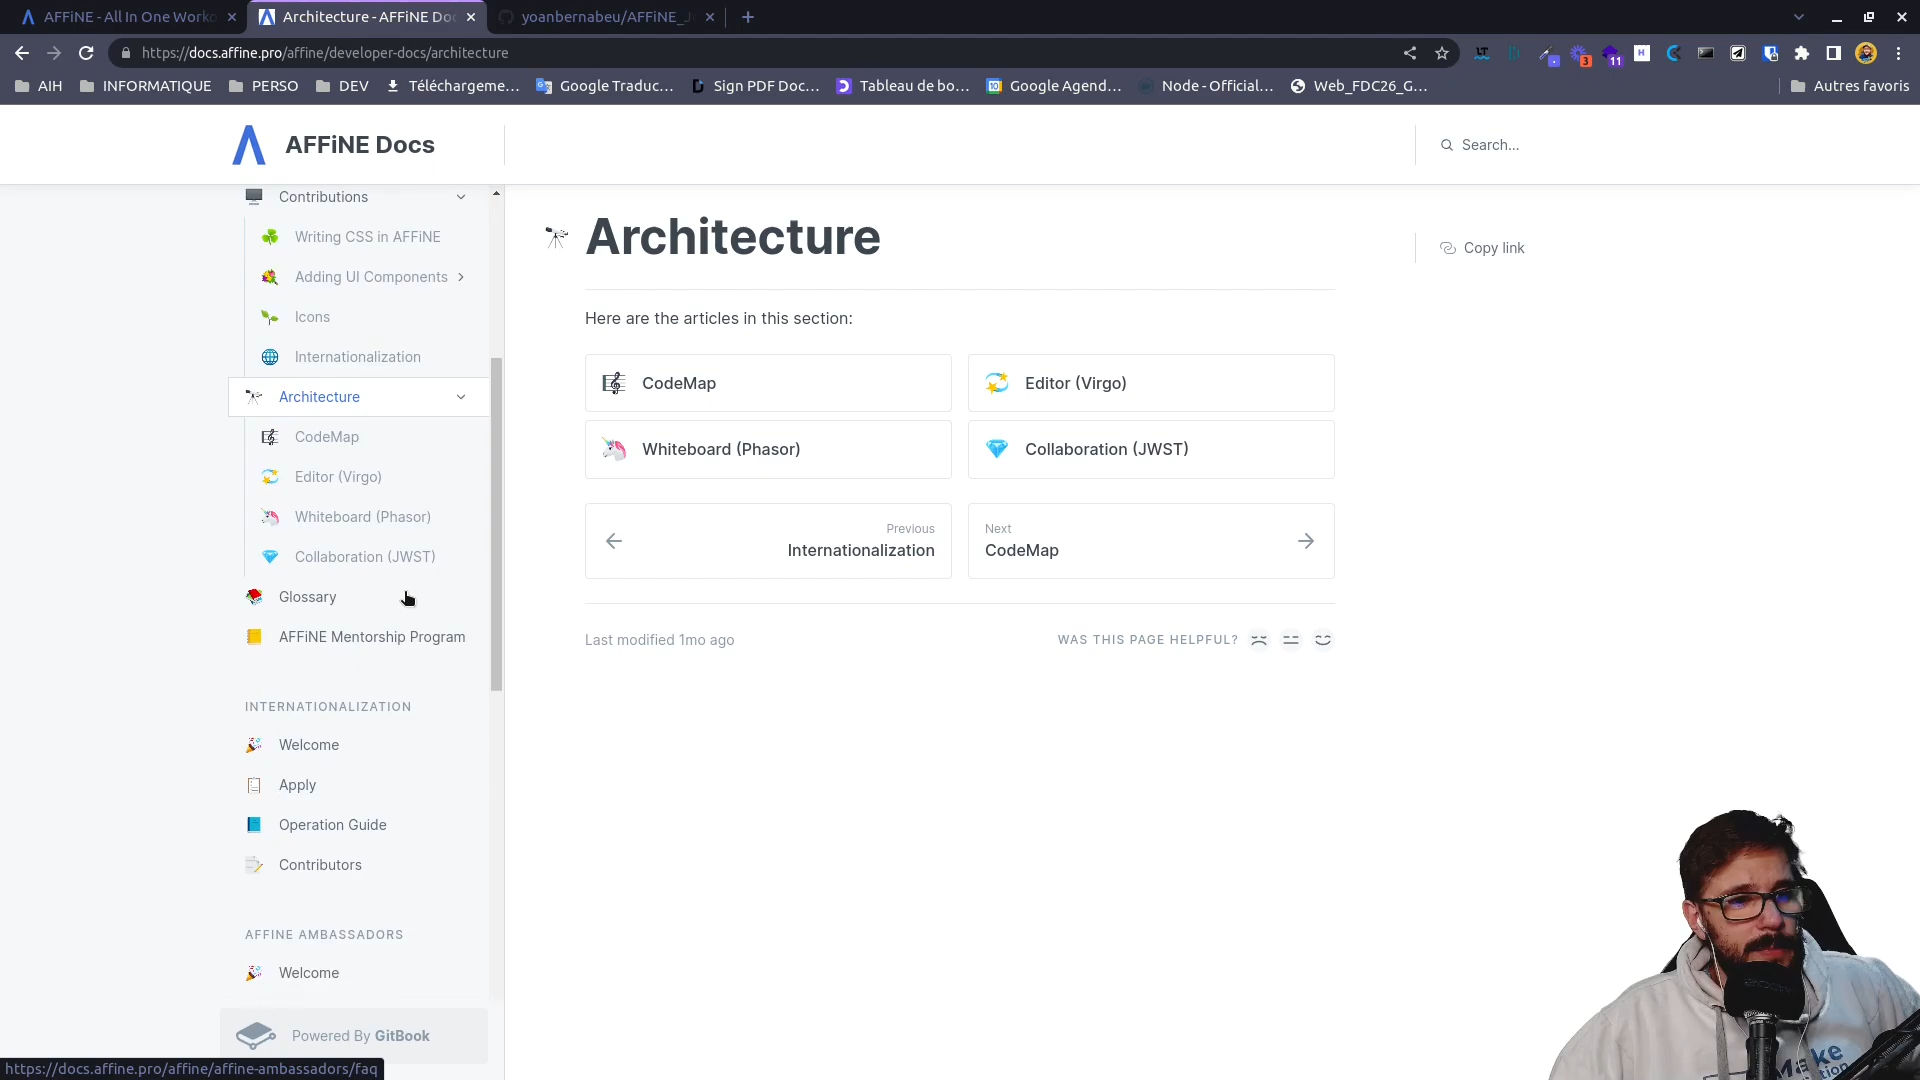 AFFiNE - All In One Worko
Architecture - AFFiNE Doc
yoanbernabeu/AFFiNE_J
https://docs.affine.pro/affine/developer-docs/architecture
3
11
AIH
INFORMATIQUE
PERSO
DEV
Téléchargeme...
Google Traduc...
Sign PDF Doc...
Tableau de bo...
Google Agend...
Node - Official...
Web_FDC26_G...
Autres favoris
AFFiNE Docs
Search...
Contributions
Writing CSS in AFFiNE
Adding UI Components
Icons
Internationalization
Architecture
CodeMap
Editor (Virgo)
Whiteboard (Phasor)
Collaboration (JWST)
Glossary
AFFiNE Mentorship Program
INTERNATIONALIZATION
Welcome
Apply
Operation Guide
Contributors
AFFINE AMBASSADORS
Welcome
Powered By GitBook
https://docs.affine.pro/affine/affine-ambassadors/faq
Architecture
Copy link
Here are the articles in this section:
CodeMap
Editor (Virgo)
Whiteboard (Phasor)
Collaboration (JWST)
Previous
Internationalization
Next
CodeMap
Last modified 1mo ago
WAS THIS PAGE HELPFUL?
Make